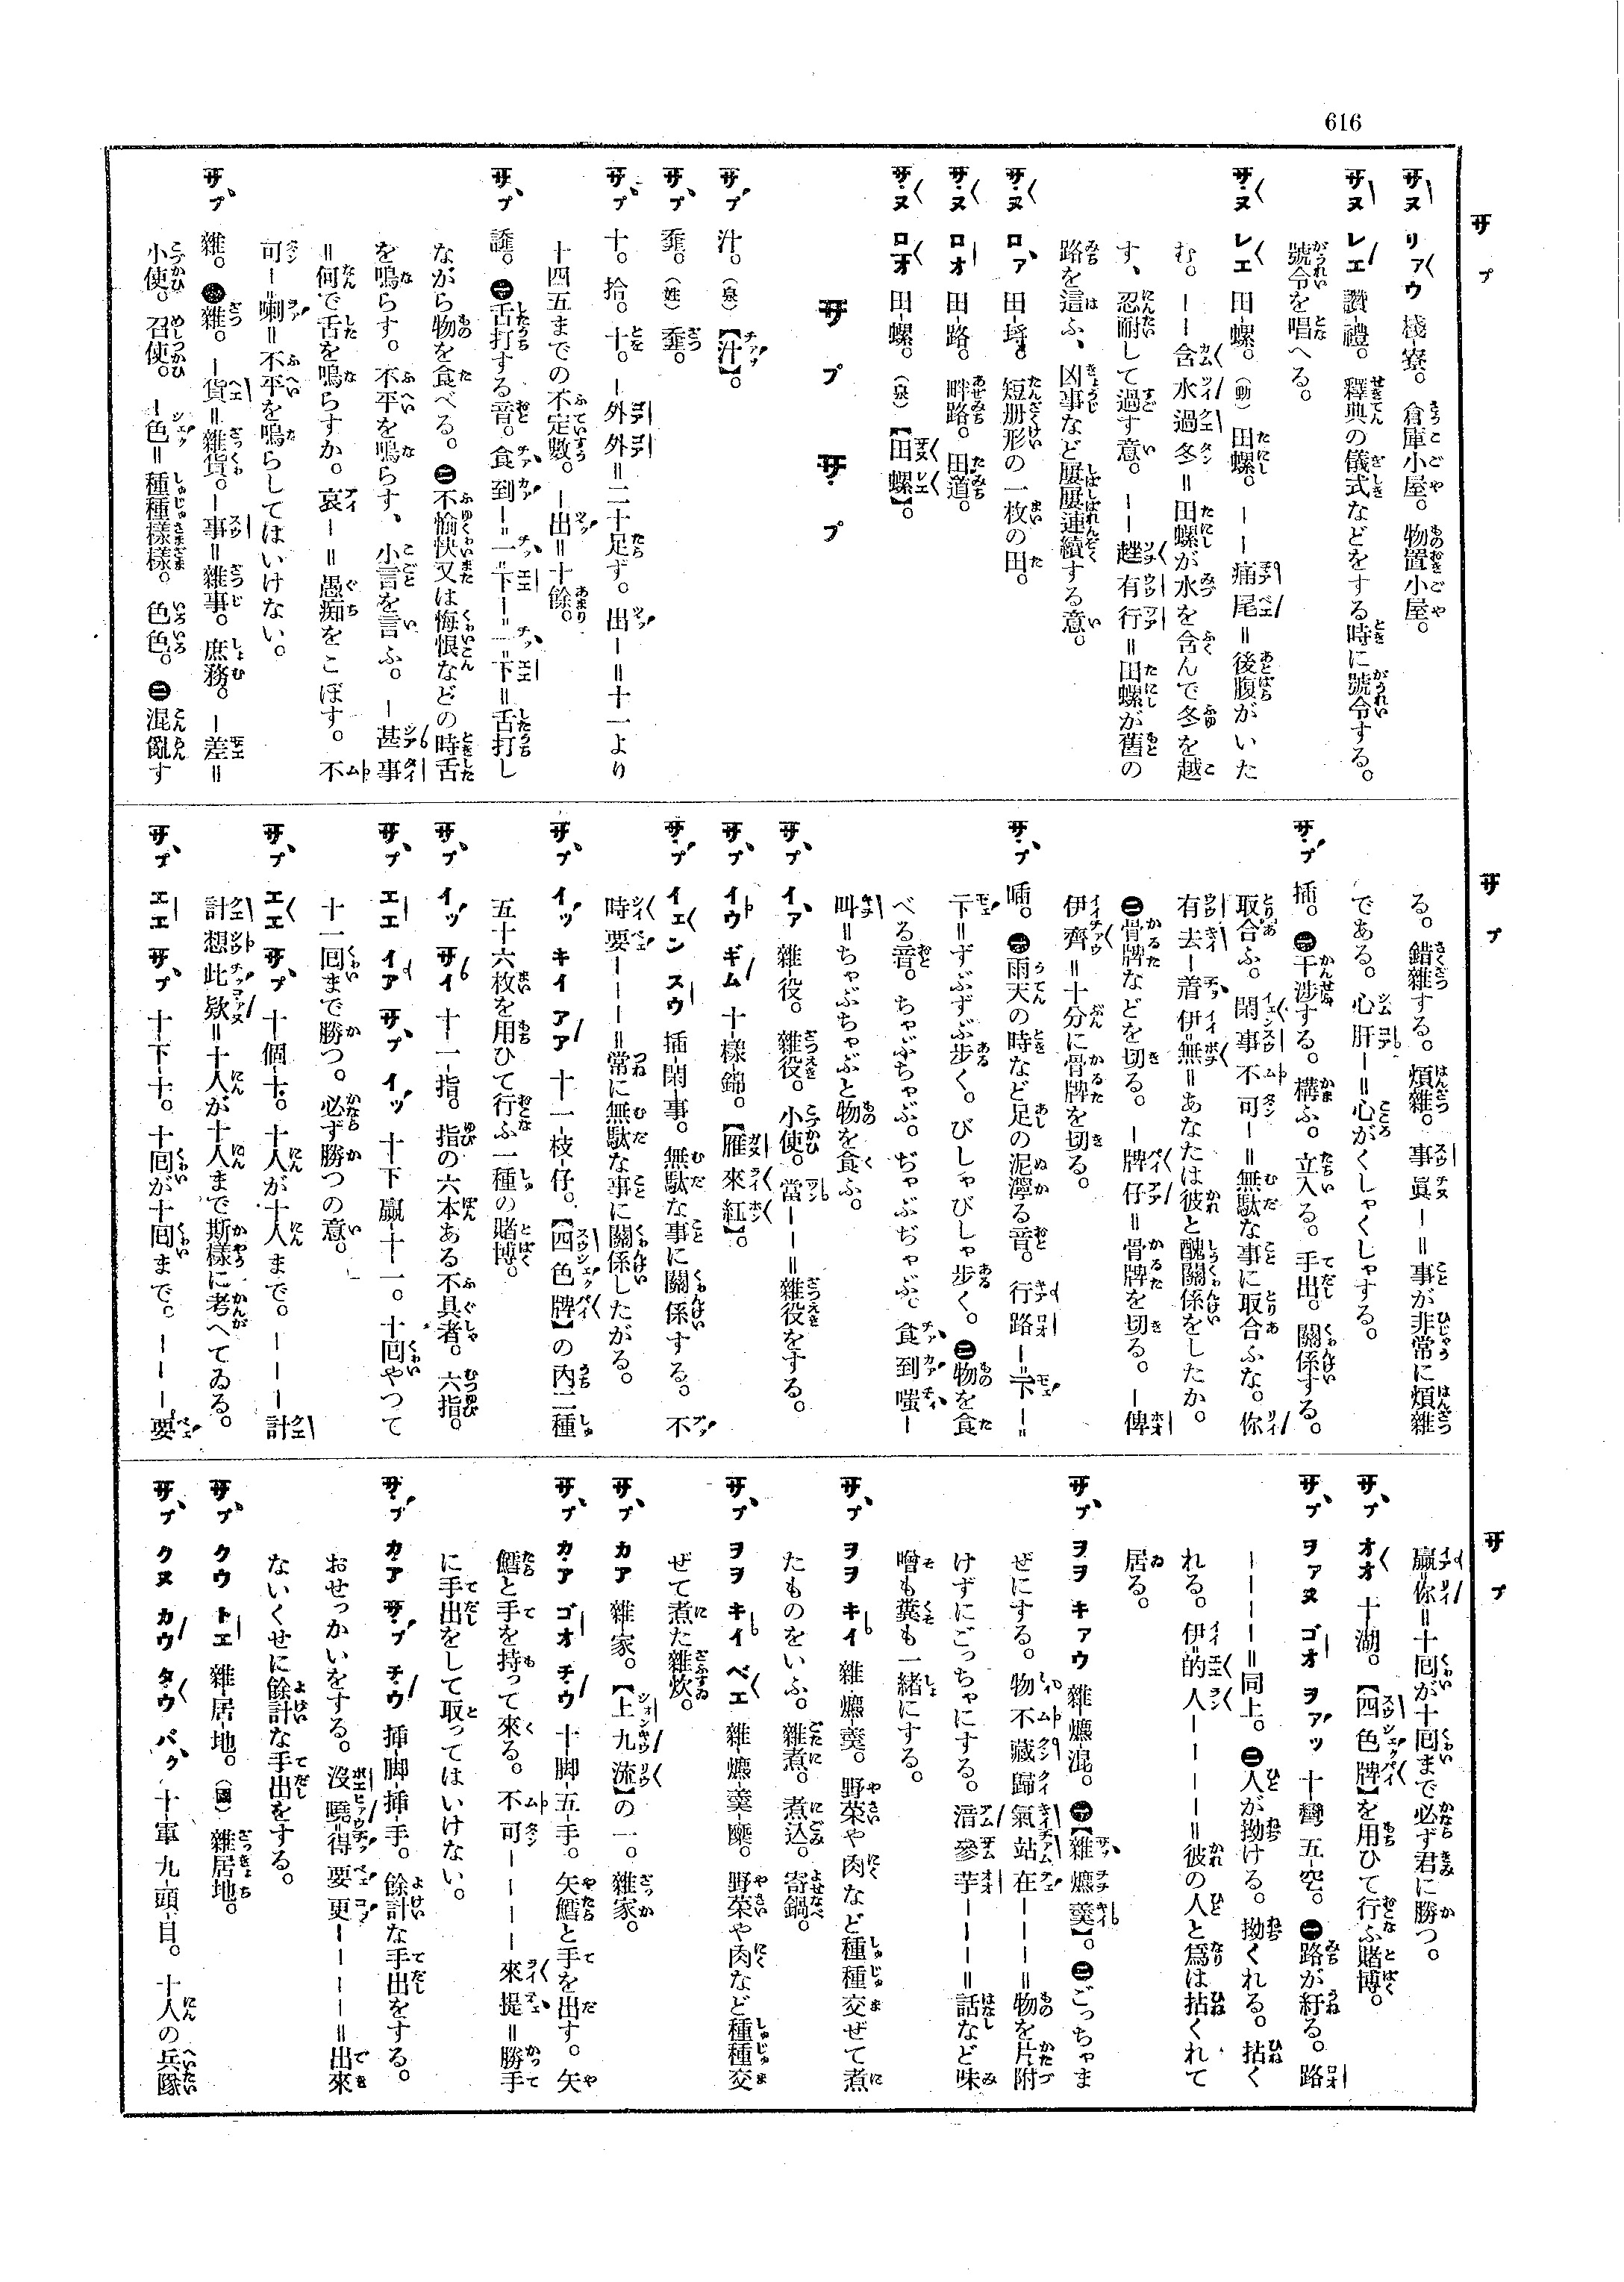 616
サ プ
サヌ リァウ 棧-寮。倉庫小屋。物置小屋。
サヌ レエ 讚-禮。釋典の儀式などをする時に號令する。
號令を唱へる。
サヌ レエ 田-螺。（動）田螺。ーー痛尾＝後腹がいた
む。ーー含水過冬＝田螺が水を含んで冬を越
す、忍耐して過す意。ーー趖有行＝田螺が舊の
路を這ふ、凶事など屢屢連續する意。
サヌ ロァ 田-𡍲。短册形の一枚の田。
サヌ ロオ 田路。畔路。田道。
サヌ ロオ 田-螺。（泉）【田螺】。
サプ サプ
サプ 汁。（泉）【汁】。
サプ （姓）
サプ 十。拾。十。ー外外＝二十足ず。出ー＝十一より
十四五までの不定數。ー出＝十餘。
サプ ㊀舌打する音。食到ー＝一＝下ー＝一＝下＝舌打し
ながら物を食べる。㊁不愉快又は悔恨などの時舌
を鳴らす。不平を鳴らす、小言を言ふ。ー甚事
＝何で舌を鳴らすか。哀ー＝愚痴をこぼす。不
可ー＝喇＝不平を鳴らしてはいけない。
サプ 雜。㊀雜。ー貨＝雜貨。ー事＝雜事。庶務。ー差＝
小使。召使。ー色＝種種樣樣。色色。㊁混亂す
サ プ
る。錯雜する。煩雜。事眞ー＝事が非常に煩雜
である。心肝ー＝心がくしゃくしゃする。
サプ 插。㊀干涉する。構ふ。立入る。手出。關係する。
取合ふ。閑事不可ー＝無駄な事に取合ふな。你
有去ー着伊＝無＝あなたは彼と醜關係をしたか。
㊁骨牌などを切る。ー牌仔＝骨牌を切る。ー俾
伊齊＝十分に骨牌を切る。
サプ 喢。㊀雨天の時など足の泥濘る音。行路ー＝下ー＝
下＝ずぶずぶ步く。びしゃびしゃ步く。㊁物を食
べる音。ちゃぶちゃぶ。ぢゃぶぢゃぶ。食到嗤ー
叫＝ちゃぶちゃぶと物を食ふ。
サプ イァ 雜-役。雜役。小使。當ーー＝雜役をする。
サプ イウ ギム 十-樣-錦。【雁來紅】。
サプ イエン スウ 插-閑-事。無駄な事に關係する。不
時要ーーー＝常に無駄な事に關係したがる。
サプ イッ キイ アア 十-一-枝-仔。【四色牌】の内二種
五十六枚を用ひて行ふ一種の賭博。
サプ イッ サイ 十-一-指。指の六本ある不具者。六指。
サプ エエ イア サプ イッ 十下 贏-十一。十囘やつて
十一囘まで勝つ。必ず勝つの意。
サプ エエ サプ 十-個-十。十人が十人まで。ーーー計
計想此欵＝十人が十人まで斯樣に考へてゐる。
サプ エエ サプ 十-下-十。十囘が十囘まで。ーーー要
サ プ
贏＝你＝十囘が十囘まで必ず君に勝つ。
サプ オオ 十-湖。【四色牌】を用ひて行ふ賭博。
サプ ヲァヌ ゴオ ヲァッ 十彎 五-空。㊀路が紆る。路
ーーーー＝同上。㊁人が拗ける。拗くれる。拈く
れる。伊的人ーーーー＝彼の人と爲は拈くれて
居る。
サプ ヲヲ キァウ 雜-爊-混。㊀【雜爊羹】。㊁ごっちゃま
ぜにする。物不藏歸氣站在ーーー＝物を片附
けずにごっちゃにする。淸參芋ーーー＝話など味
噌も糞も一緒にする。
サプ ヲヲ キイ 雜-爊-羹。野菜や肉など種種交ぜて煮
たものをいふ。雜煮。煮込。寄鍋。
サプ ヲヲ キイ ベエ 雜-爊-羹-糜。野菜や肉など種種交
ぜて煮た雜炊。
サプ カア 雜家。【上九流】の一。雜家。
サプ カア ゴオ チウ 十-脚-五-手。矢鱈と手を出す。矢
鱈と手を持って來る。不可ーーーー來提＝勝手
に手出をして取ってはいけない。
サプ カア サプ チウ 插-脚-插-手。餘計な手出をする。
おせっかいをする。沒曉-得要更ーーーー＝出來
ないくせに餘計な手出をする。
サプ クウ トエ 雜-居-地。（國）雜居地。
サプ クヌ カウ タウ バク 十-軍 九-頭-目。十人の兵隊